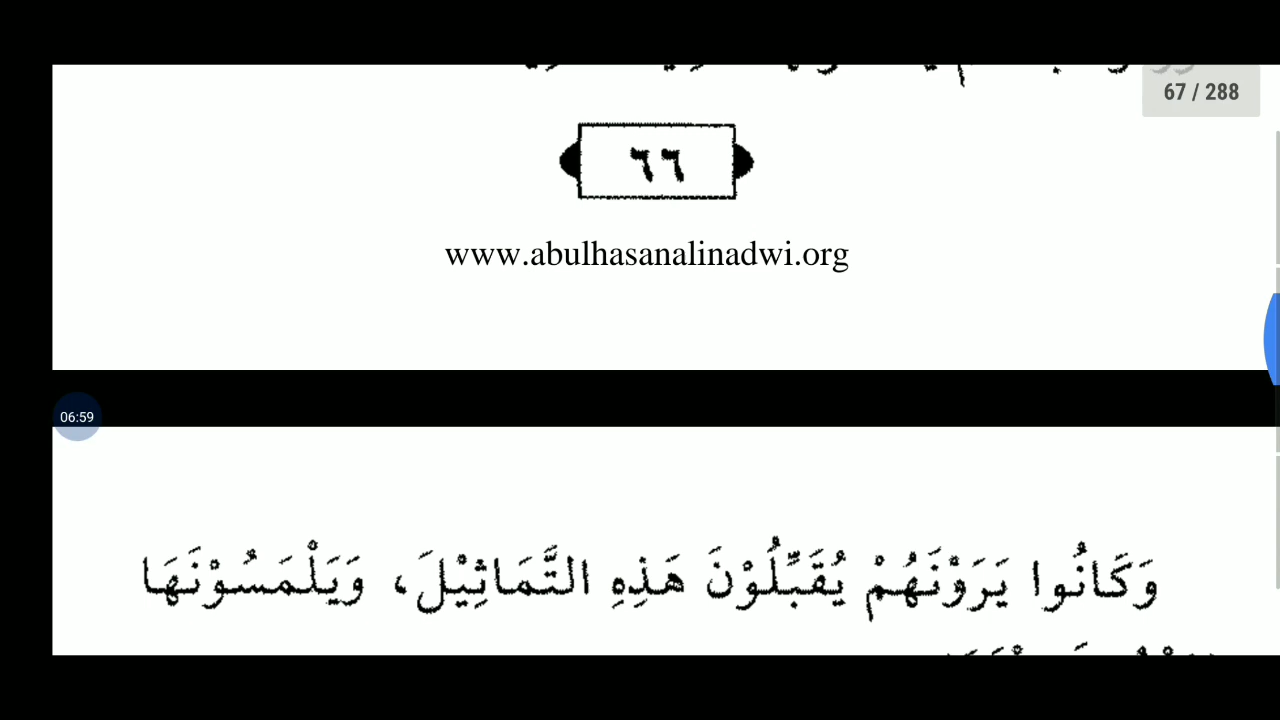 67 / 288
٦٦
www.abulhasanalinadwi.org
06:59
وَكَانُوا يَرَوْنَهُمْ يُقَبِّلُوْنَ هَذِهِ التَّمَاثِيْلَ، وَيَلْمَسُوْنَهَا